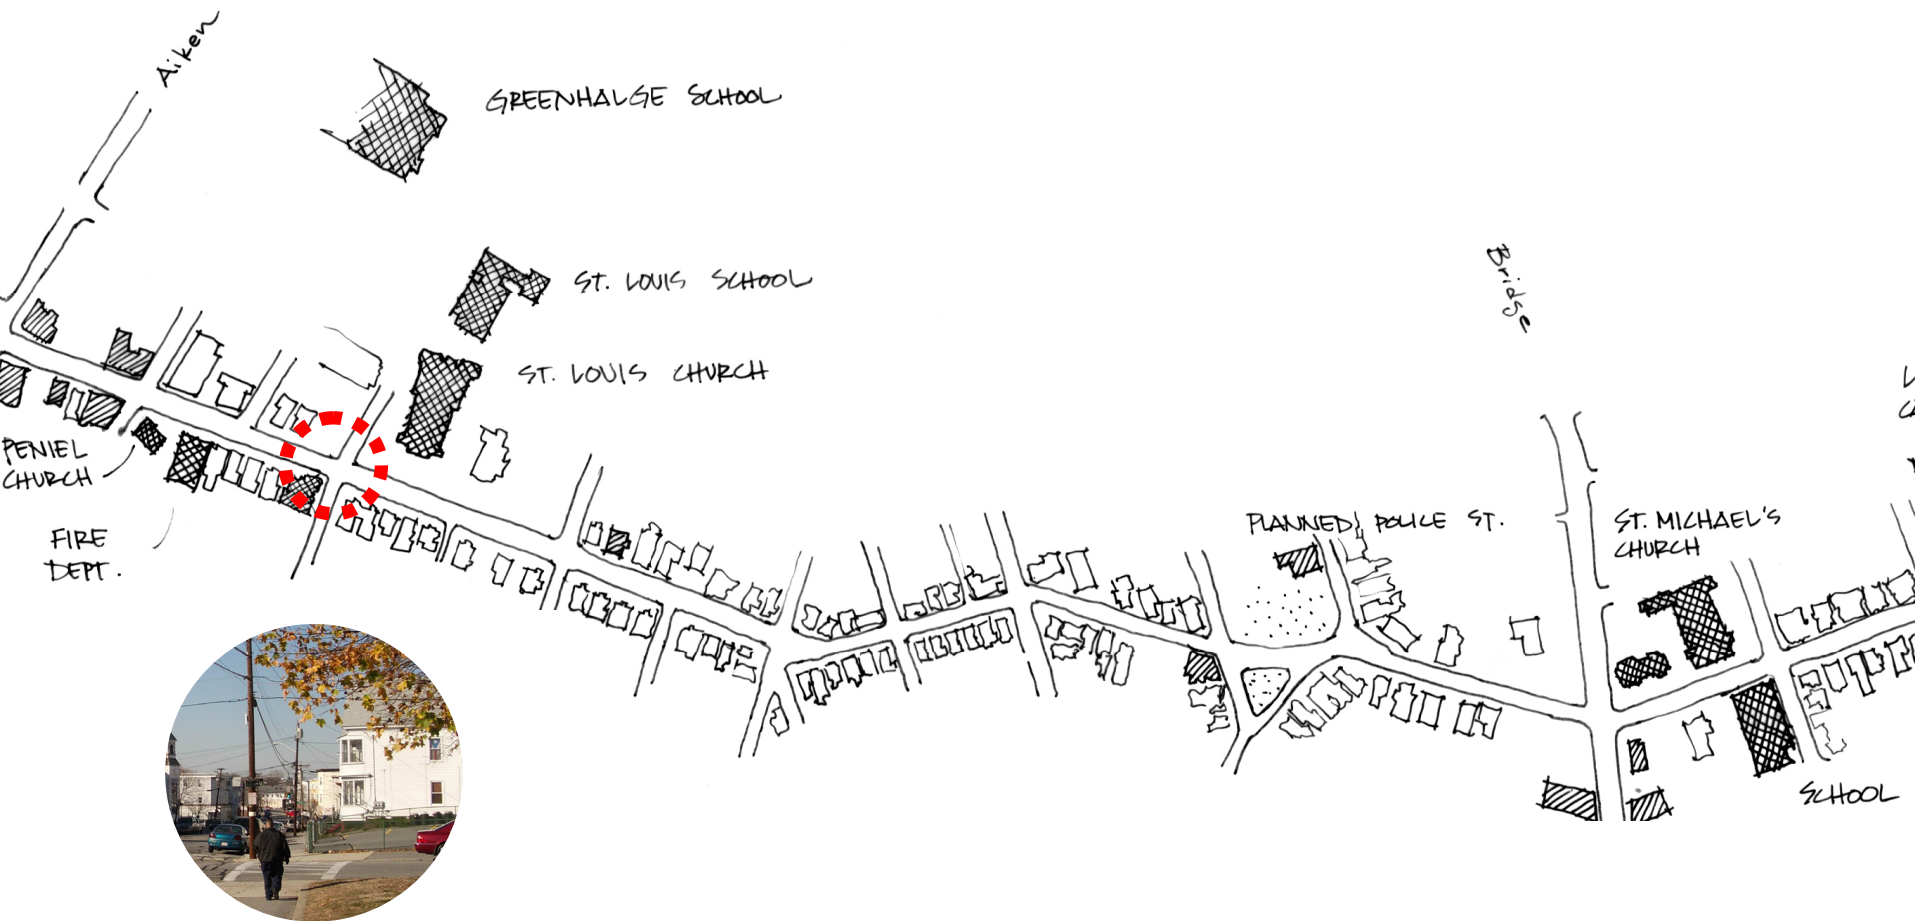 Aiken
GREENHALGE SCHOOL
ST. LOUIS SCHOOL
ST. LOUIS CHURCH
PENIEL
CHURCH
FIRE
DEPT.
Bridge
PLANNED POLICE ST.
ST. MICHAEL'S
CHURCH
SCHOOL